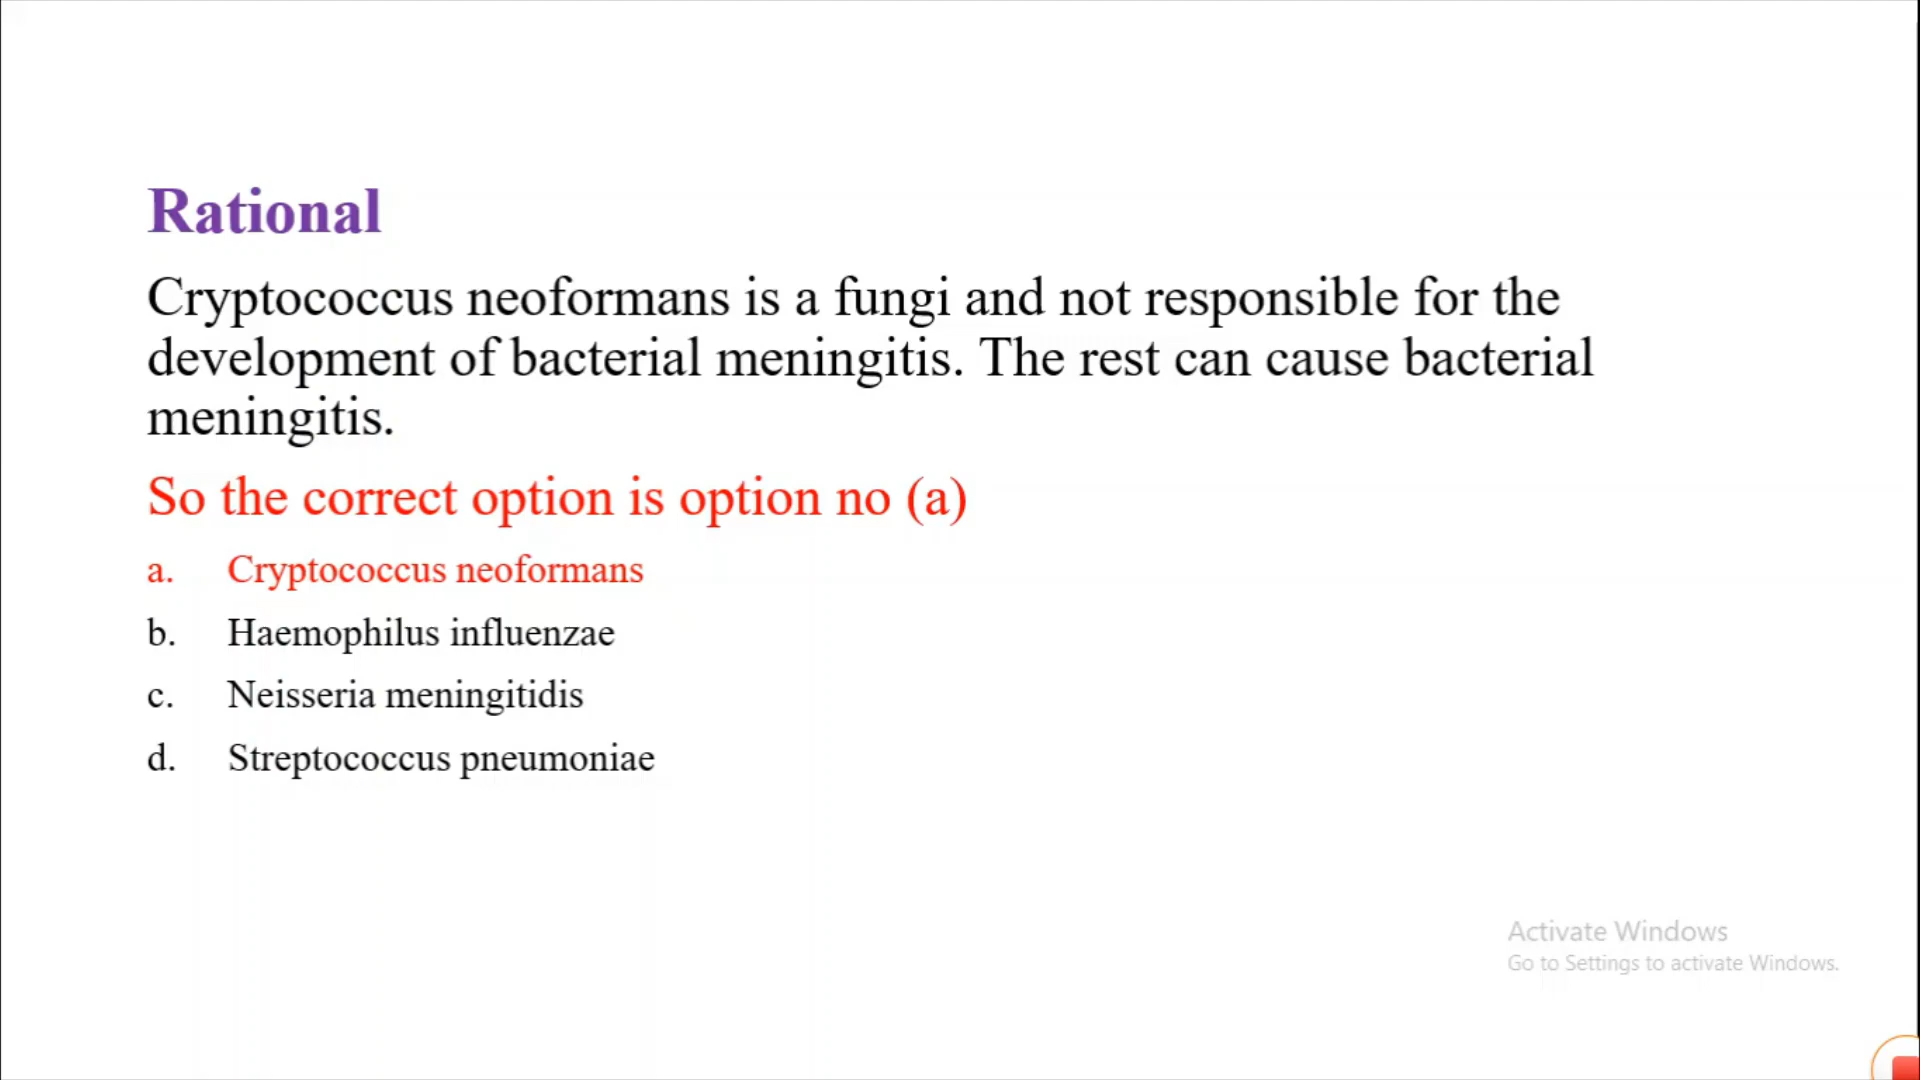 Rational
Cryptococcus neoformans is a fungi and not responsible for the
development of bacterial meningitis. The rest can cause bacterial
meningitis.
So the correct option is option no (a)
a. Cryptococcus neoformans
b. Haemophilus influenzae
c. Neisseria meningitidis
d. Streptococcus pneumoniae
Activate Windows
Go to Settings to activate Windows.